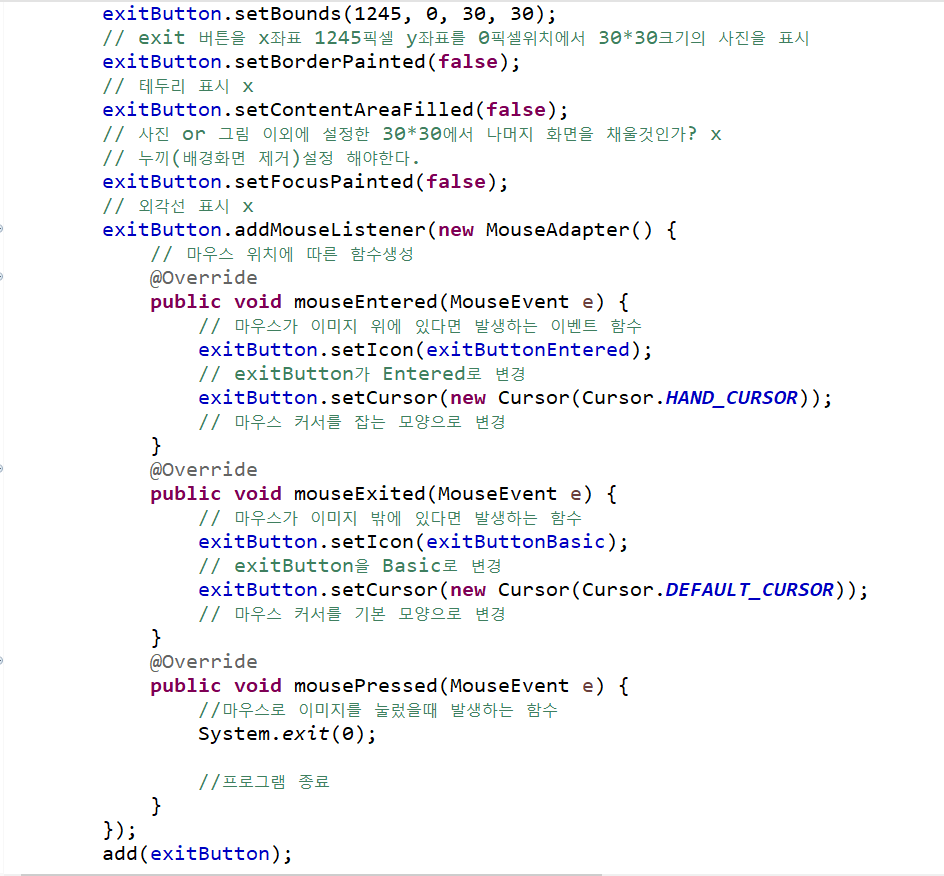 exitButton.setBounds(1245, 0, 30, 30);
// exit 버튼을 x좌표 1245픽셀 y좌표를 0픽셀위치에서 30*30크기의 사진을 표시
exitButton.setBorderPainted(false);
// 테두리 표시 x
exitButton.setContentAreaFilled(false);
// 사진 or 그림 이외에 설정한 30*30에서 나머지 화면을 채울것인가? x
// 누끼(배경화면 제거)설정 해야한다.
exitButton.setFocusPainted(false);
// 외각선 표시 x
exitButton.addMouseListener(new MouseAdapter() {
// 마우스 위치에 따른 함수생성
@Override
public void mouseEntered(MouseEvent e) {
// 마우스가 이미지 위에 있다면 발생하는 이벤트 함수
exitButton.setIcon(exitButtonEntered);
// exitButton가 Entered로 변경
exitButton.setCursor(new Cursor(Cursor.HAND_CURSOR));
// 마우스 커서를 잡는 모양으로 변경
}
@Override
public void mouseExited(MouseEvent e) {
// 마우스가 이미지 밖에 있다면 발생하는 함수
exitButton.setIcon(exitButtonBasic);
// exitButton을 Basic로 변경
exitButton.setCursor(new Cursor(Cursor.DEFAULT_CURSOR));
// 마우스 커서를 기본 모양으로 변경
}
@Override
public void mousePressed(MouseEvent e) {
//마우스로 이미지를 눌렀을때 발생하는 함수
System.exit(0);
//프로그램 종료
}
});
add(exitButton);